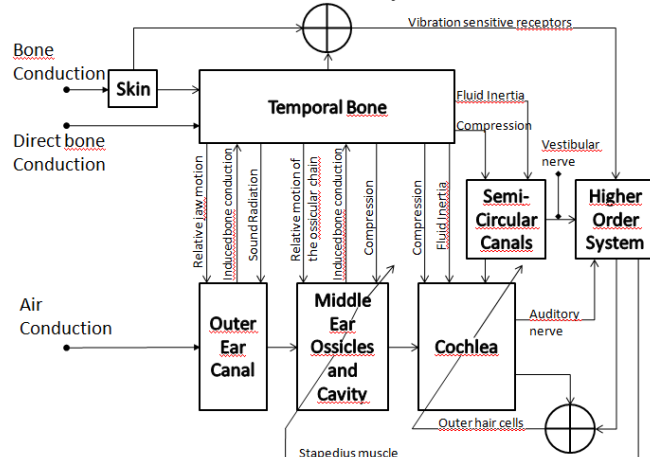 Vibration sensitive receptors
Bone
Conduction
Skin
Temporal Bone
Fluid Inertia
Compression
Direct bone
Conduction
Vestibular
nerve
Relative jaw motion
Induced bone conduction
Sound Radiation
Relative motion of
the ossicular chain
Induced bone conduction
Compression
Compression
Fluid Inertia
Semi-
Circular
Canals
Higher
Order
System
Air
Conduction
Outer
Ear
Canal
Middle
Ear
Ossicles
and
Cavity
Cochlea
Auditory
nerve
Outer hair cells
Stapedius muscle